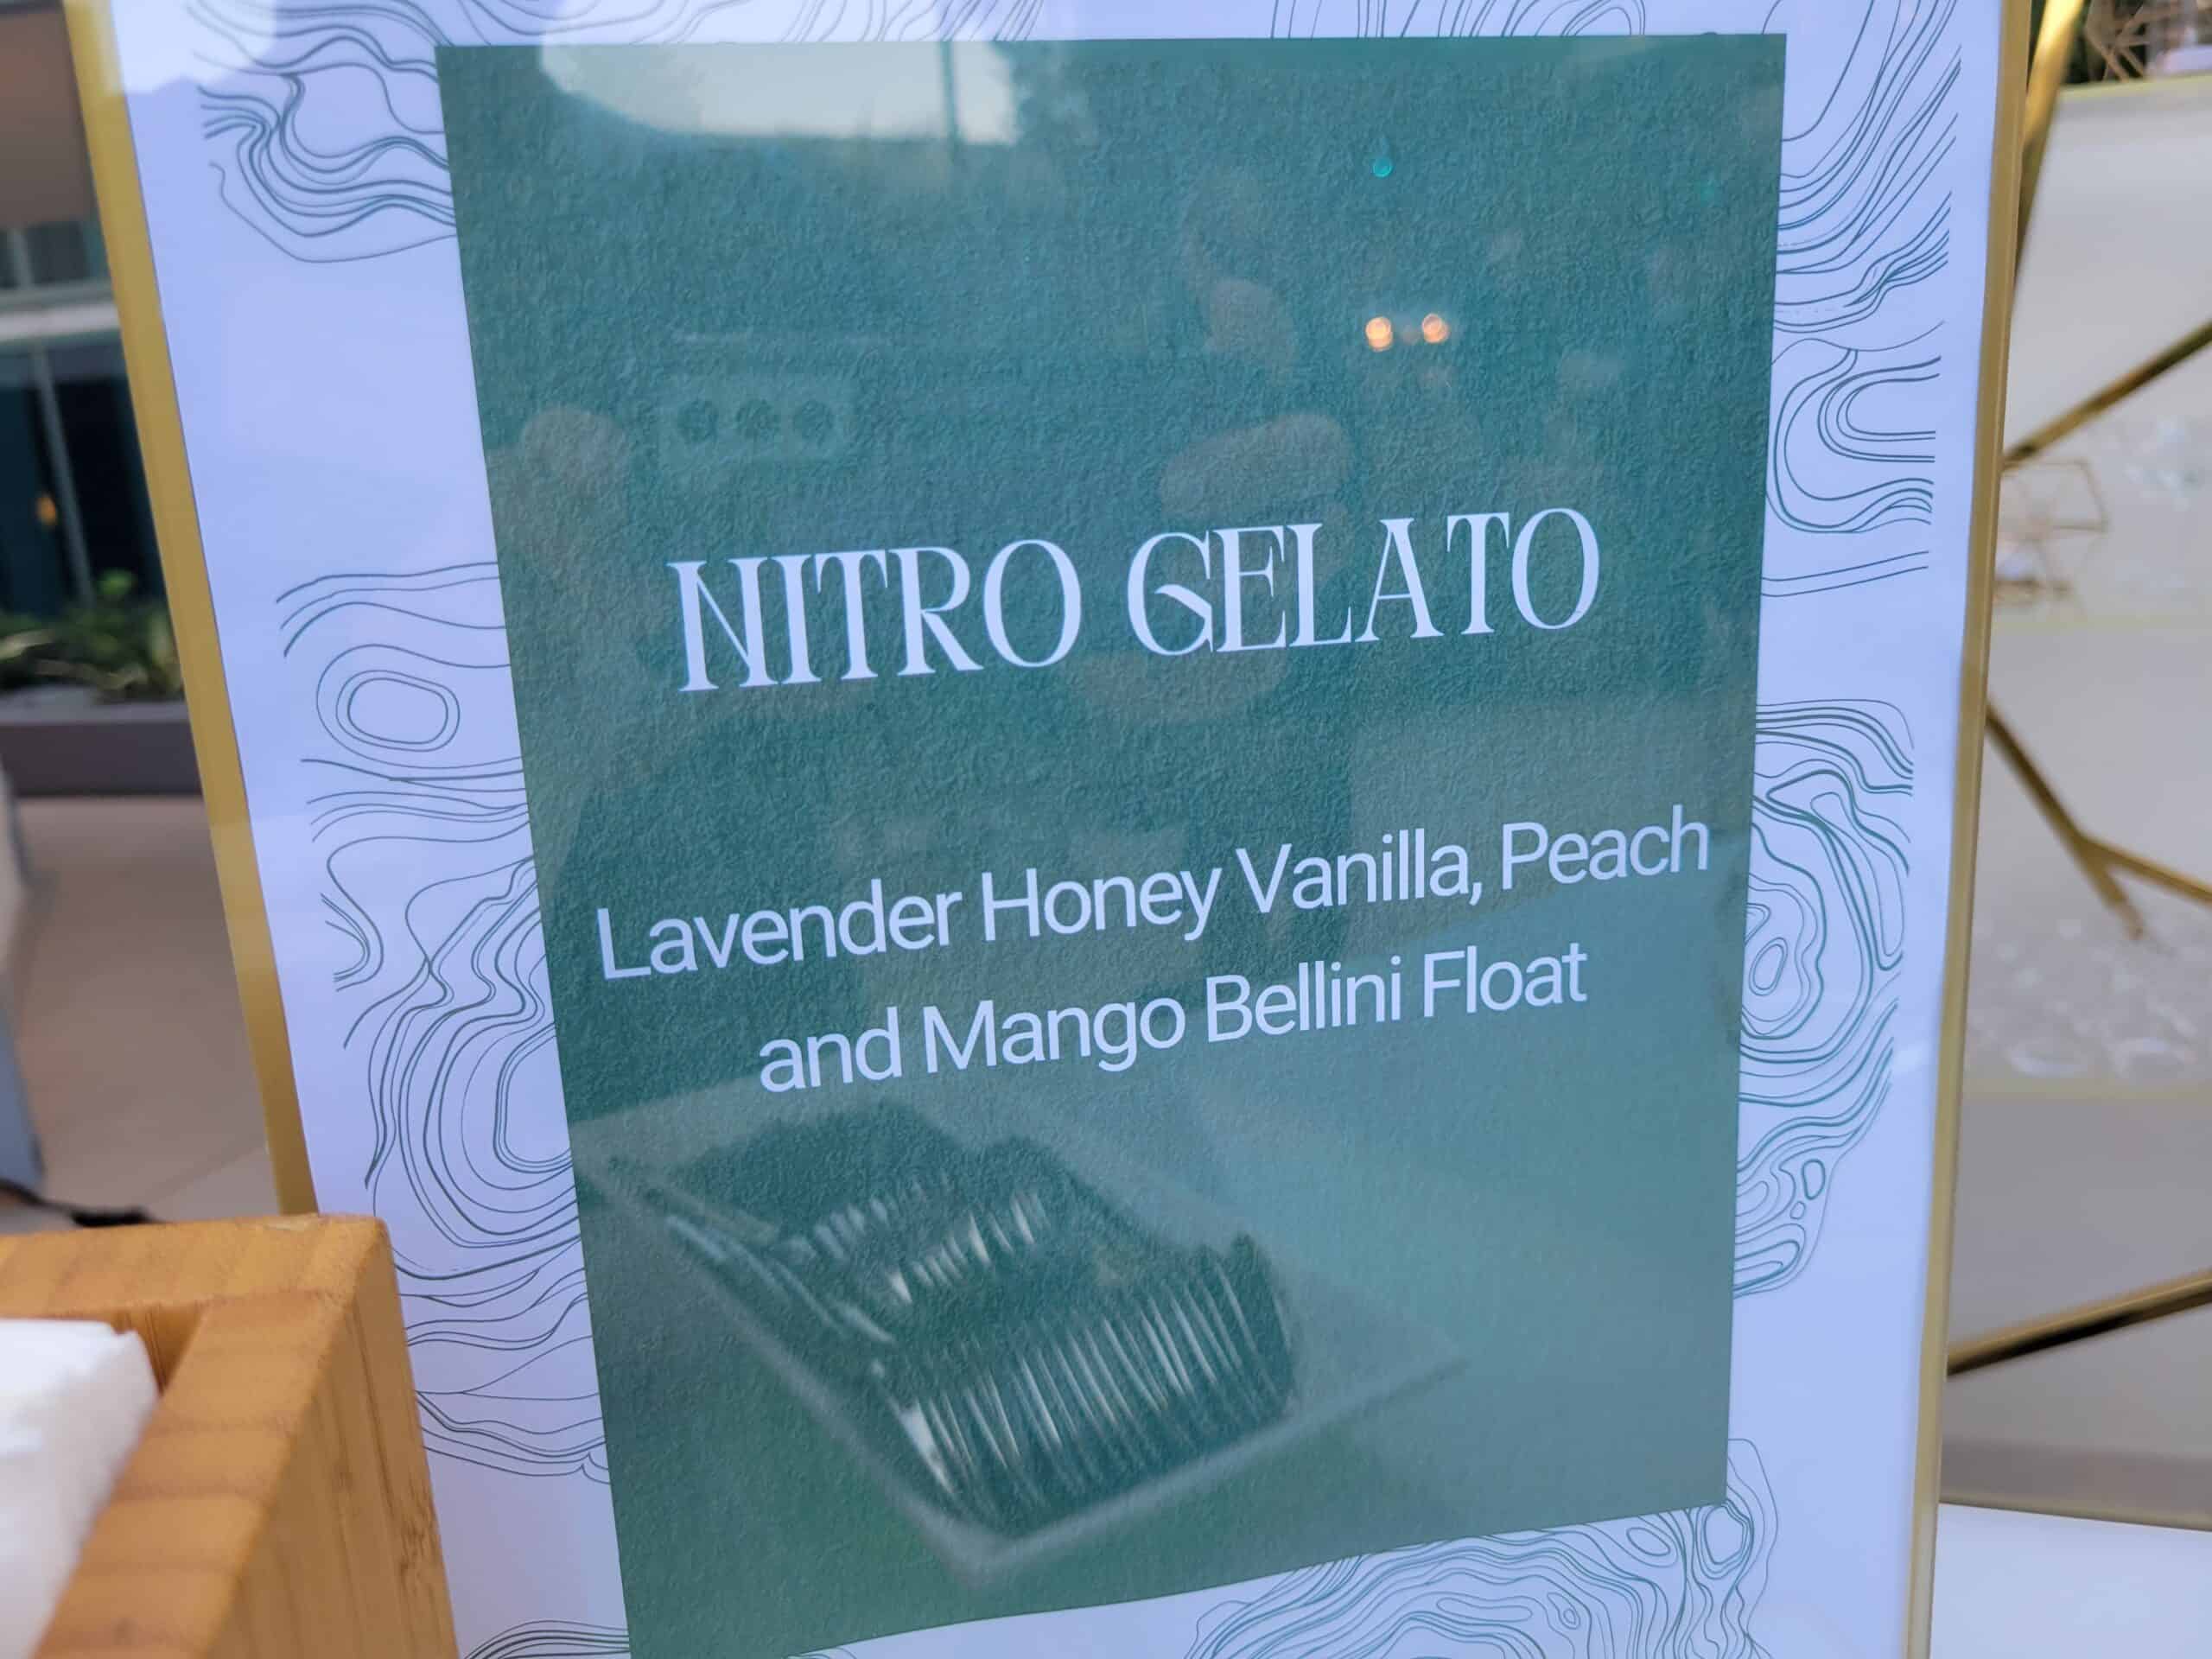 NITRO GELATO
Lavender Honey Vanilla, Peach
and Mango Bellini Float